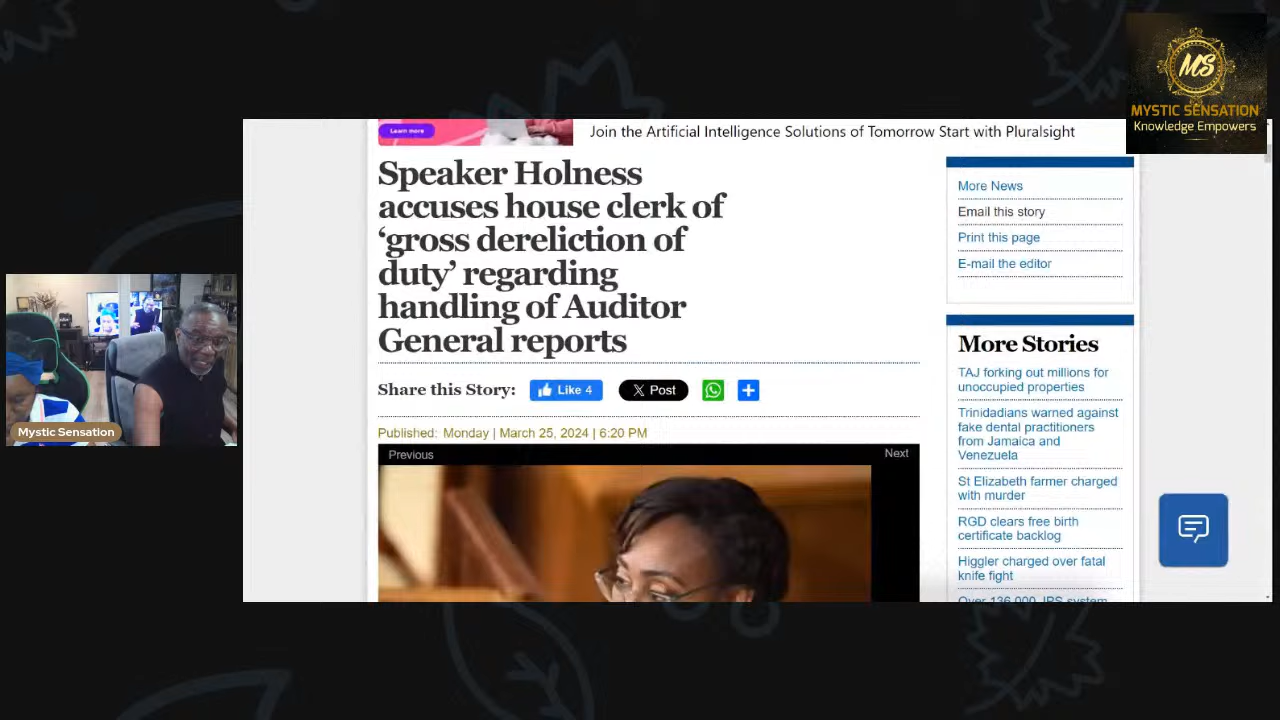 MS
MYSTIC SENSATION
Knowledge Empowers
Learn more
Join the Artificial Intelligence Solutions of Tomorrow Start with Pluralsight
Speaker Holness
accuses house clerk of
‘gross dereliction of
duty’ regarding
handling of Auditor
General reports
Share this Story:
Like 4
Post
Published: Monday | March 25, 2024 | 6:20 PM
Previous
Next
More News
Email this story
Print this page
E-mail the editor
More Stories
TAJ forking out millions for
unoccupied properties
Trinidadians warned against
fake dental practitioners
from Jamaica and
Venezuela
St Elizabeth farmer charged
with murder
RGD clears free birth
certificate backlog
Higgler charged over fatal
knife fight
Over 136,000 JPS system
Mystic Sensation